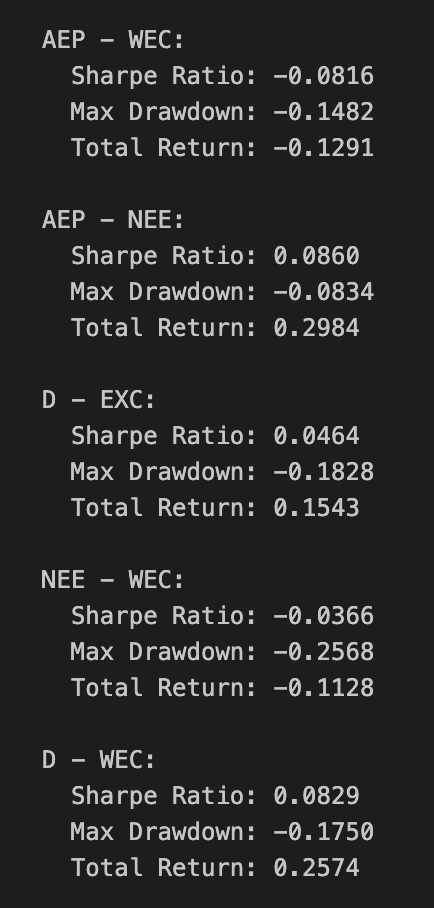 AEP – WEC:
Sharpe Ratio: -0.0816
Max Drawdown: -0.1482
Total Return: -0.1291
AEP – NEE:
Sharpe Ratio: 0.0860
Max Drawdown: -0.0834
Total Return: 0.2984
D – EXC:
Sharpe Ratio: 0.0464
Max Drawdown: -0.1828
Total Return: 0.1543
NEE – WEC:
Sharpe Ratio: -0.0366
Max Drawdown: -0.2568
Total Return: -0.1128
D – WEC:
Sharpe Ratio: 0.0829
Max Drawdown: -0.1750
Total Return: 0.2574